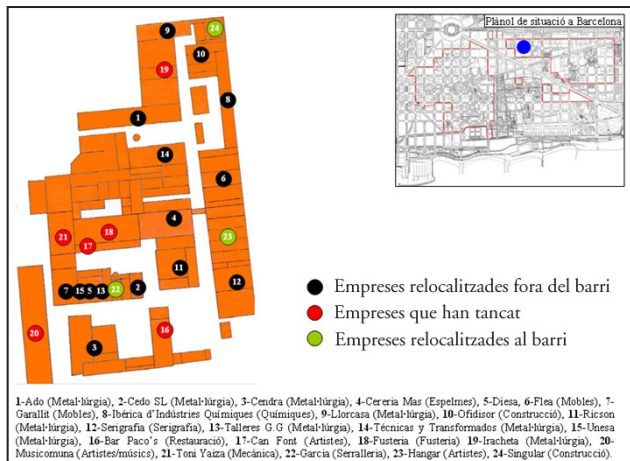 Plànol de situació a Barcelona
9
24
10
19
8
1
14
6
4
21
18
17
23
11
7 15 5 13 22 2
12
20
16
3
Empreses relocalitzades fora del barri
Empreses que han tancat
Empreses relocalitzades al barri
1-Ado (Metal·lúrgia), 2-Cedo SL (Metal·lúrgia), 3-Cendra (Metal·lúrgia), 4-Cereria Mas (Espelmes), 5-Diesa, 6-Flea (Mobles), 7-
Garallit (Mobles), 8-Ibérica d'Indústries Químiques (Químiques), 9-Llorcasa (Metal·lúrgia), 10-Ofidisor (Construcció), 11-Ricson
(Metal·lúrgia), 12-Serigrafía (Serigrafia), 13-Talleres G.G (Metal·lúrgia), 14-Técnicas y Transformados (Metal·lúrgia), 15-Unesa
(Metal·lúrgia), 16-Bar Paco's (Restauració), 17-Can Font (Artistes), 18-Fusteria (Fusteria) 19-Iracheta (Metal·lúrgia), 20-
Musicomuna (Artistes/músics), 21-Toni Yaiza (Mecànica), 22-Garcia (Serralleria), 23-Hangar (Artistes), 24-Singular (Construcció).